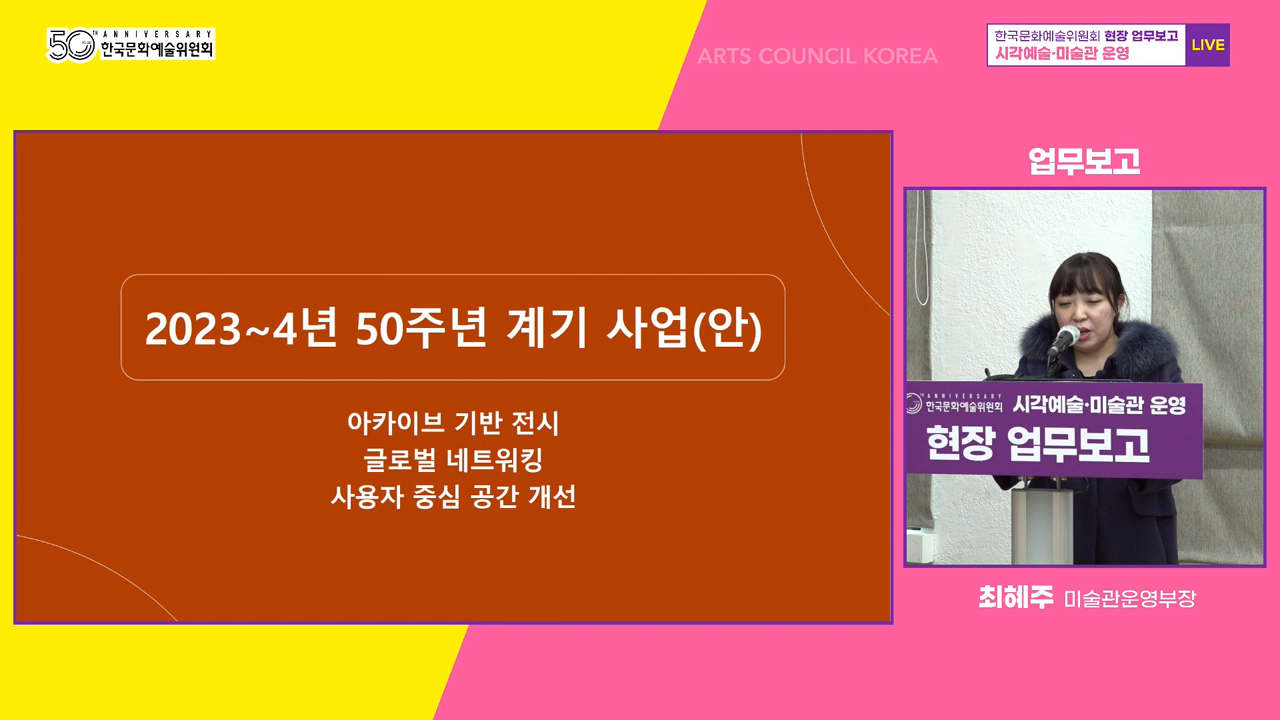 50TH ANNIVERSARY
한국문화예술위원회
ARTS COUNCIL KOREA
한국문화예술위원회 현장 업무보고
시각예술·미술관 운영
LIVE
2023~4년 50주년 계기 사업(안)
아카이브 기반 전시
글로벌 네트워킹
사용자 중심 공간 개선
업무보고
ANNIVERSARY
한국문화예술위원회 시각예술·미술관 운영
현장 업무보고
최혜주 미술관운영부장